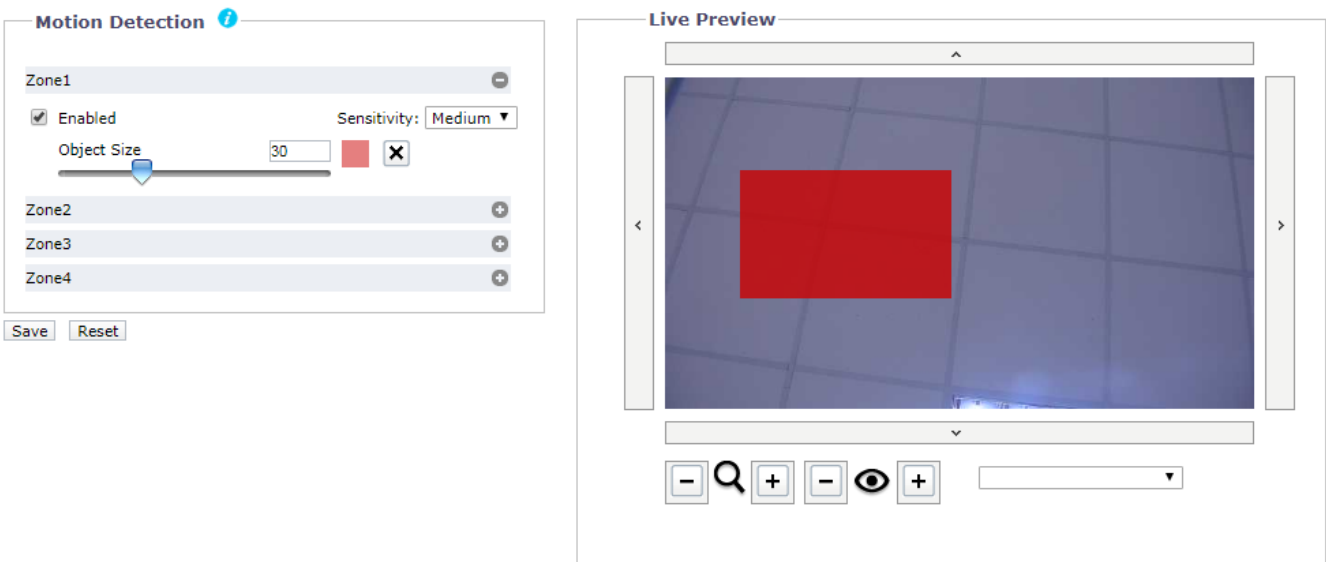 Motion Detection
Zone1
Enabled Sensitivity: Medium
Object Size 30
Zone2
Zone3
Zone4
Save Reset
Live Preview